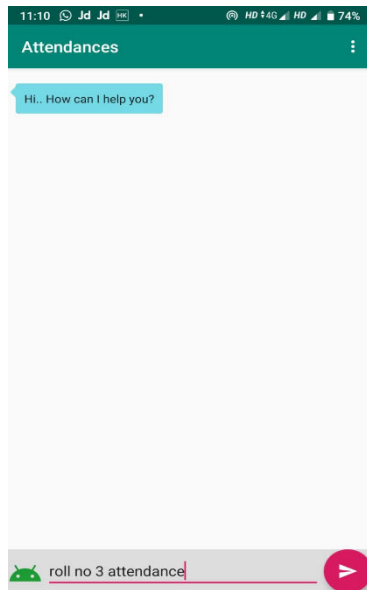 11:10 Jd Jd HK • HD 4G HD 74%
Attendances
Hi.. How can I help you?
roll no 3 attendance